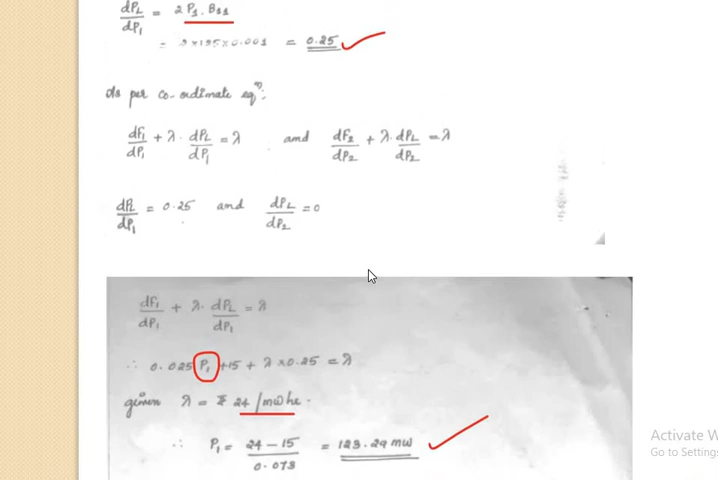 dPL/dP1 = 2 P1 . B11
= 2×125×0.001 = 0.25
As per co-ordinate eqn:
df1/dP1 + λ . dPL/dP1 = λ and dF2/dP2 + λ . dPL/dP2 = λ
dPL/dP1 = 0.25 and dPL/dP2 = 0
df1/dP1 + λ . dPL/dP1 = λ
∴ 0.025 P1 + 15 + λ × 0.25 = λ
given λ = ₹ 24 /mwhr.
∴ P1 = 24 - 15 / 0.073 = 123.29 mw
Activate W
Go to Settings